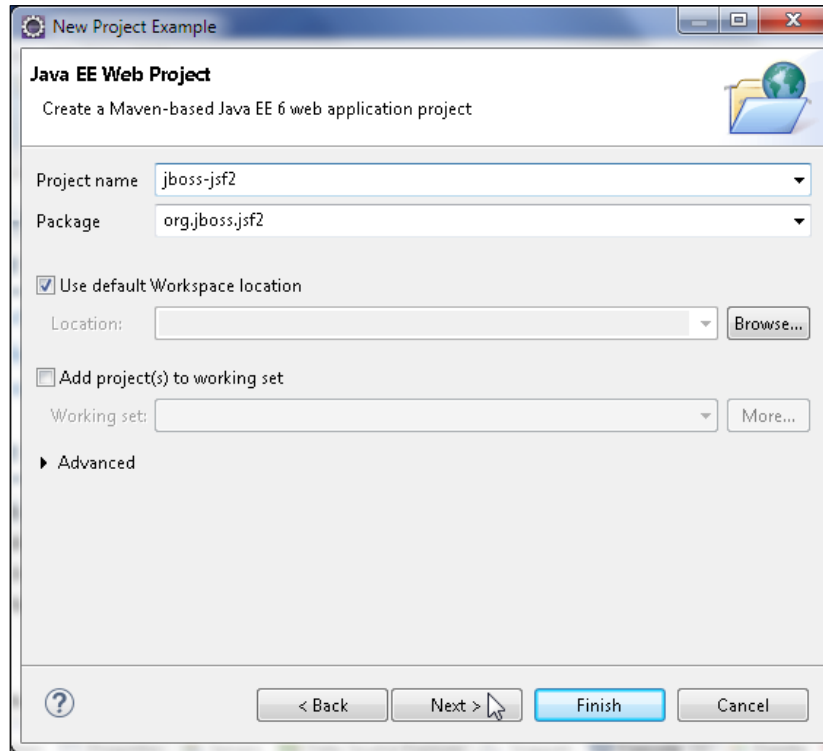 New Project Example
Java EE Web Project
Create a Maven-based Java EE 6 web application project
Project name jboss-jsf2
Package org.jboss.jsf2
Use default Workspace location
Location: Browse...
Add project(s) to working set
Working set: More...
Advanced
? < Back Next > Finish Cancel